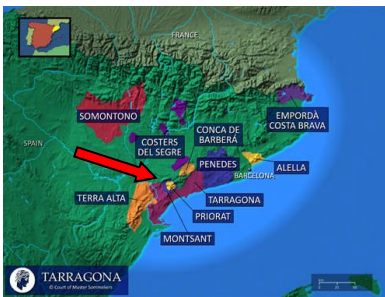 FRANCE
SOMONTONO
EMPORDÀ
COSTA BRAVA
CONCA DE
BARBERÁ
COSTERS
DEL SEGRE
SPAIN
PENEDES
ALELLA
BARCELONA
TERRA ALTA
TARRAGONA
PRIORAT
MONTSANT
TARRAGONA
© Court of Master Sommeliers